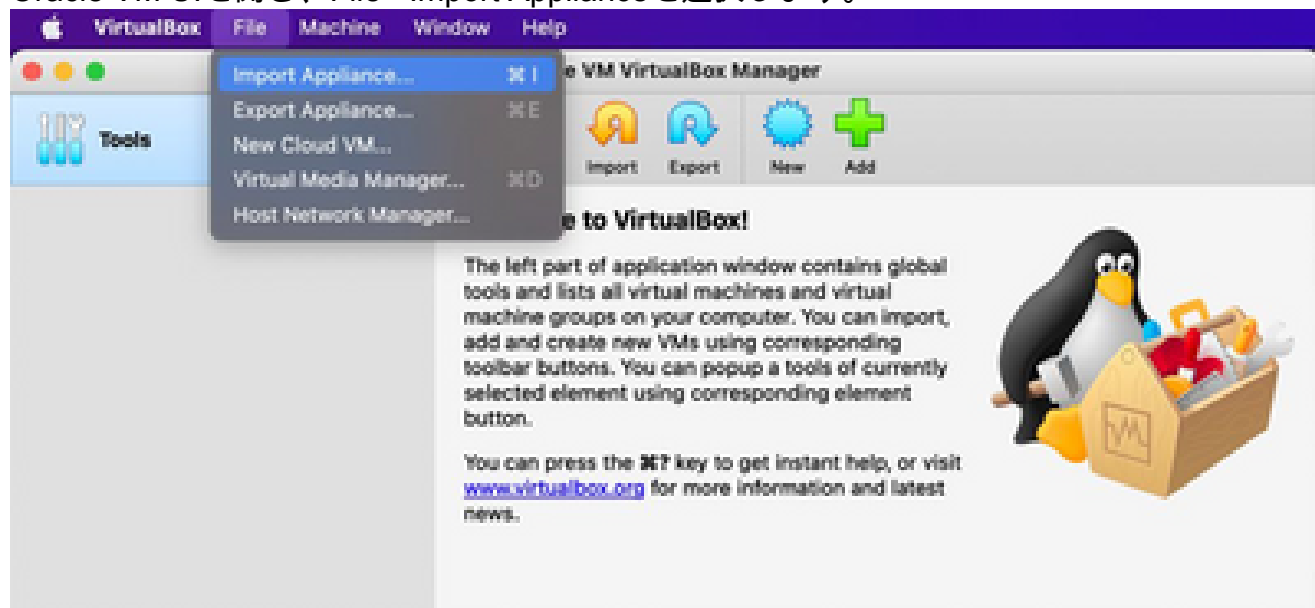 VirtualBox File Machine Window Help
Import Appliance... ⌘ I
Export Appliance... ⌘ E
New Cloud VM...
Virtual Media Manager... ⌘ D
Host Network Manager...
e VM VirtualBox Manager
Tools
Import Export New Add
e to VirtualBox!
The left part of application window contains global
tools and lists all virtual machines and virtual
machine groups on your computer. You can import,
add and create new VMs using corresponding
toolbar buttons. You can popup a tools of currently
selected element using corresponding element
button.
You can press the ⌘? key to get instant help, or visit
www.virtualbox.org for more information and latest
news.